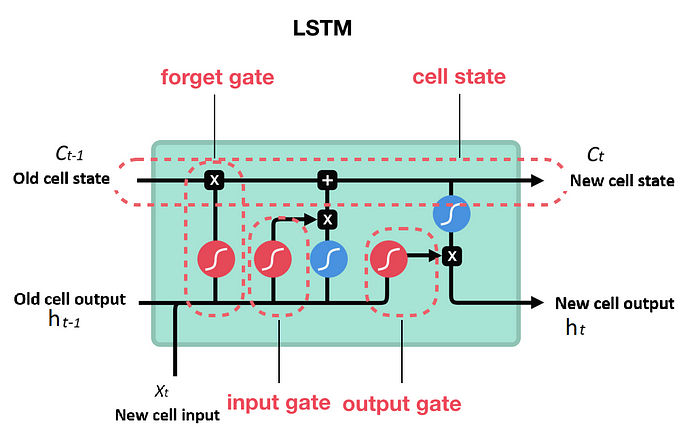 LSTM
forget gate
cell state
Cₜ₋₁
Cₜ
Old cell state
X
+
New cell state
X
X
Old cell output
New cell output
hₜ₋₁
hₜ
Xₜ
New cell input
input gate
output gate